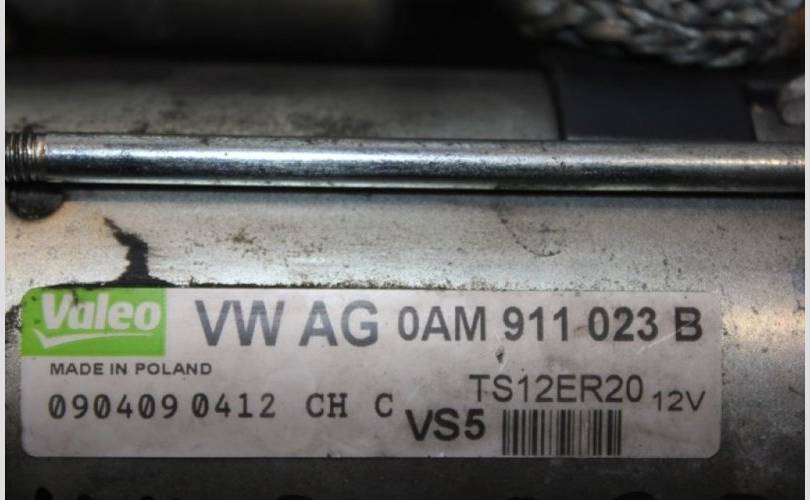 Valeo VW AG 0AM 911 023 B
MADE IN POLAND
TS12ER20 12V
090409 0412 CH C
VS5